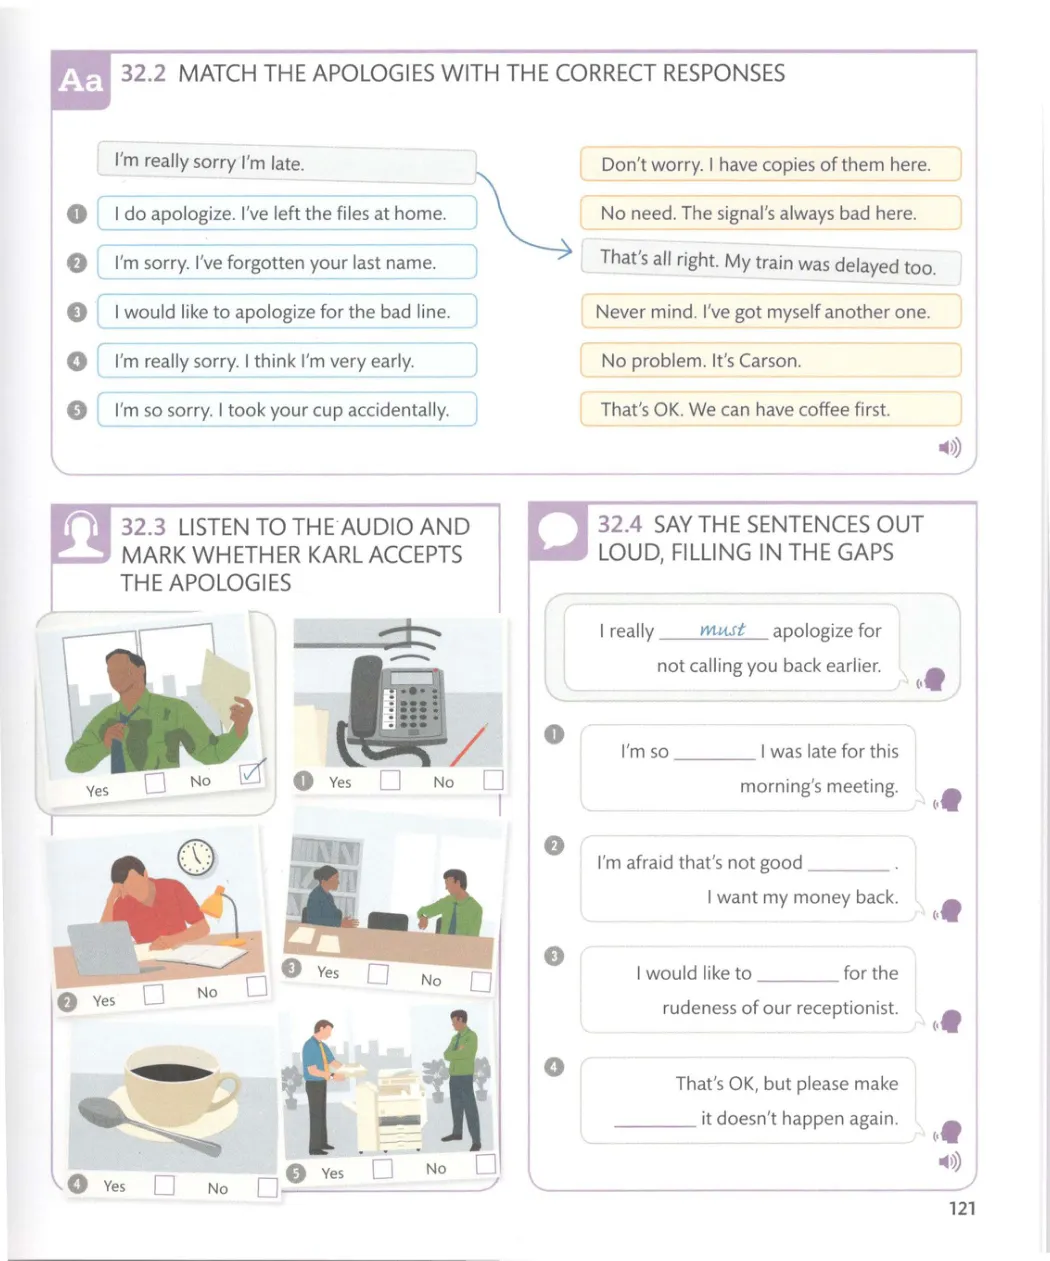 Aa
32.2 MATCH THE APOLOGIES WITH THE CORRECT RESPONSES
I'm really sorry I'm late.
1 I do apologize. I've left the files at home.
2 I'm sorry. I've forgotten your last name.
3 I would like to apologize for the bad line.
4 I'm really sorry. I think I'm very early.
5 I'm so sorry. I took your cup accidentally.
Don't worry. I have copies of them here.
No need. The signal's always bad here.
That's all right. My train was delayed too.
Never mind. I've got myself another one.
No problem. It's Carson.
That's OK. We can have coffee first.
32.3 LISTEN TO THE AUDIO AND
MARK WHETHER KARL ACCEPTS
THE APOLOGIES
Yes No
1 Yes No
2 Yes No
3 Yes No
4 Yes No
5 Yes No
32.4 SAY THE SENTENCES OUT
LOUD, FILLING IN THE GAPS
I really must apologize for
not calling you back earlier.
1 I'm so ________ I was late for this
morning's meeting.
2 I'm afraid that's not good ________ .
I want my money back.
3 I would like to ________ for the
rudeness of our receptionist.
4 That's OK, but please make
________ it doesn't happen again.
121